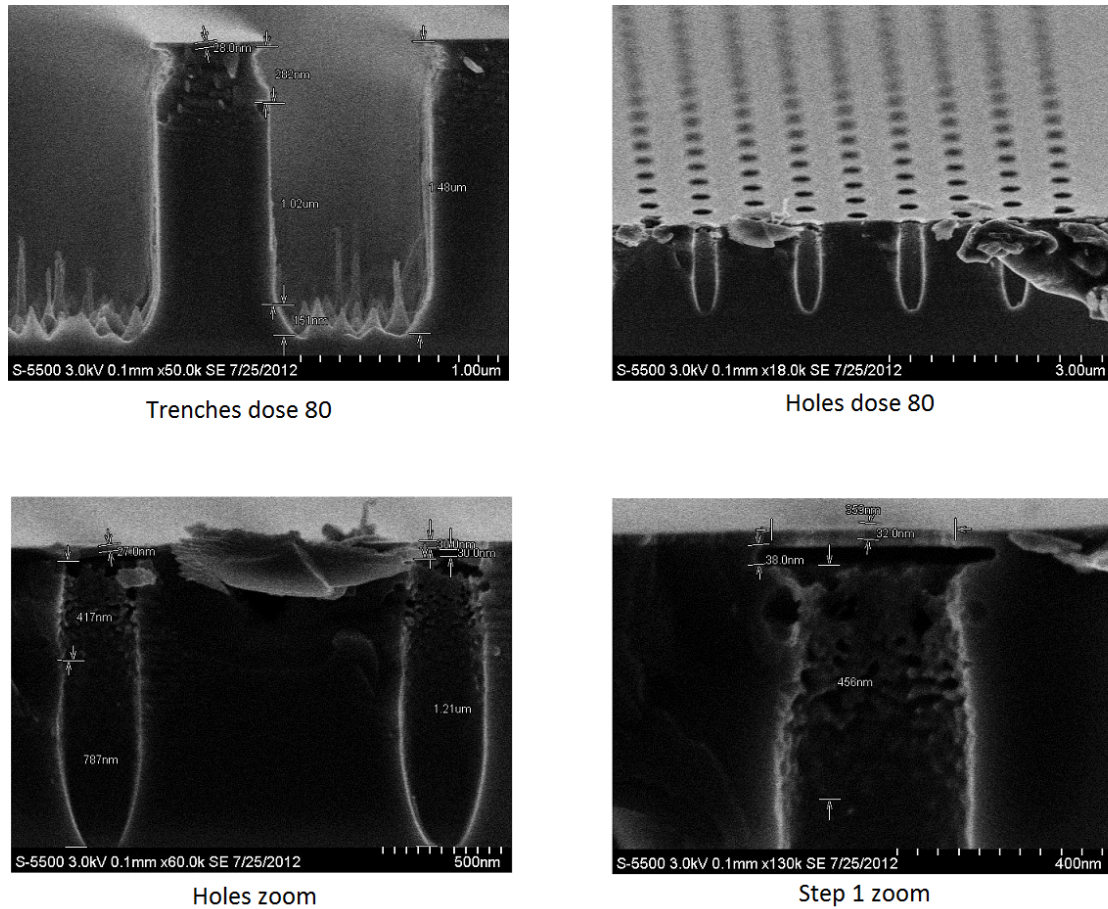 28.0nm
282nm
1.02um
1.48um
151nm
S-5500 3.0kV 0.1mm x50.0k SE 7/25/2012
1.00um
S-5500 3.0kV 0.1mm x18.0k SE 7/25/2012
3.00um
Trenches dose 80
Holes dose 80
27.0nm
30.0nm
30.0nm
417nm
1.21um
787nm
S-5500 3.0kV 0.1mm x60.0k SE 7/25/2012
500nm
353nm
32.0nm
38.0nm
456nm
S-5500 3.0kV 0.1mm x130k SE 7/25/2012
400nm
Holes zoom
Step 1 zoom